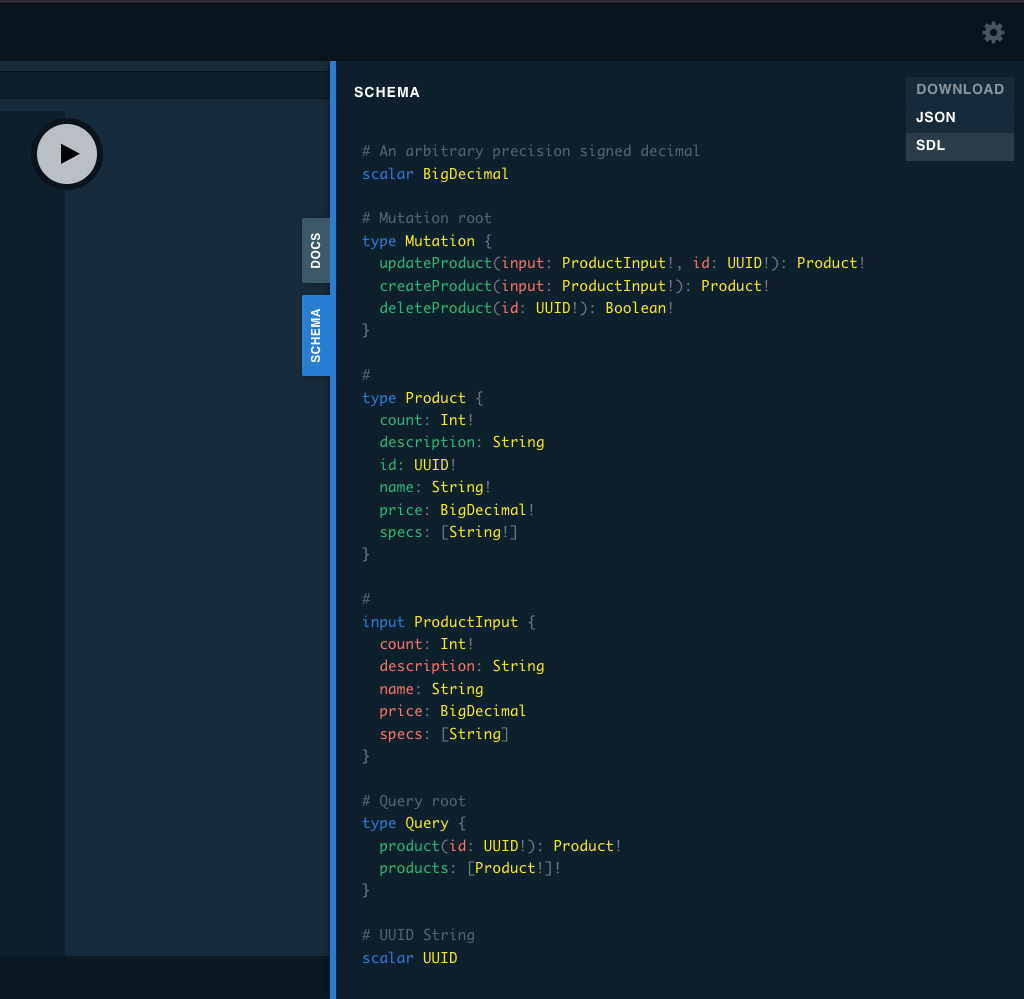 SCHEMA
DOWNLOAD
JSON
SDL
DOCS
SCHEMA
# An arbitrary precision signed decimal
scalar BigDecimal
# Mutation root
type Mutation {
  updateProduct(input: ProductInput!, id: UUID!): Product!
  createProduct(input: ProductInput!): Product!
  deleteProduct(id: UUID!): Boolean!
}
#
type Product {
  count: Int!
  description: String
  id: UUID!
  name: String!
  price: BigDecimal!
  specs: [String!]
}
#
input ProductInput {
  count: Int!
  description: String
  name: String
  price: BigDecimal
  specs: [String]
}
# Query root
type Query {
  product(id: UUID!): Product!
  products: [Product!]!
}
# UUID String
scalar UUID